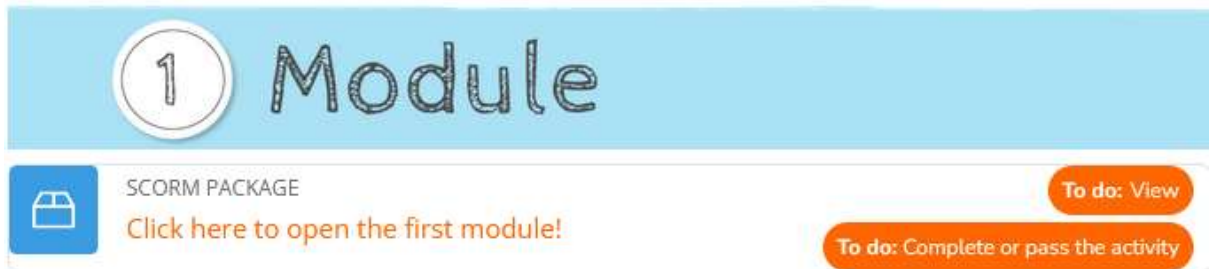 1 Module
SCORM PACKAGE
To do: View
Click here to open the first module!
To do: Complete or pass the activity